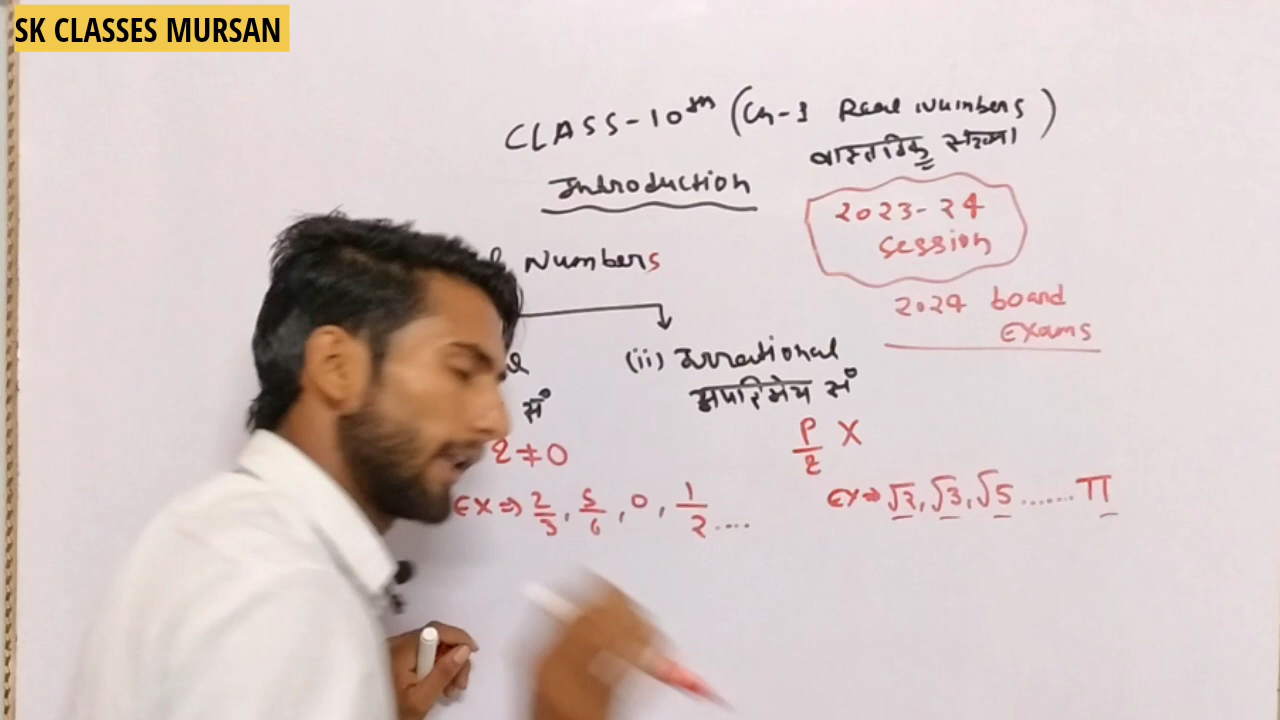 SK CLASSES MURSAN
CLASS-10th (Ch-1 Real Numbers)
वास्तविक संख्या
Introduction
2023-24
session
Numbers
2024 board
Exams
(ii) Irrational
सं०
अपरिमेय सं०
q ≠ 0
p/q X
EX ⇒ 2/3, 5/6, 0, 1/2 ....
EX ⇒ √2, √3, √5 ....... π